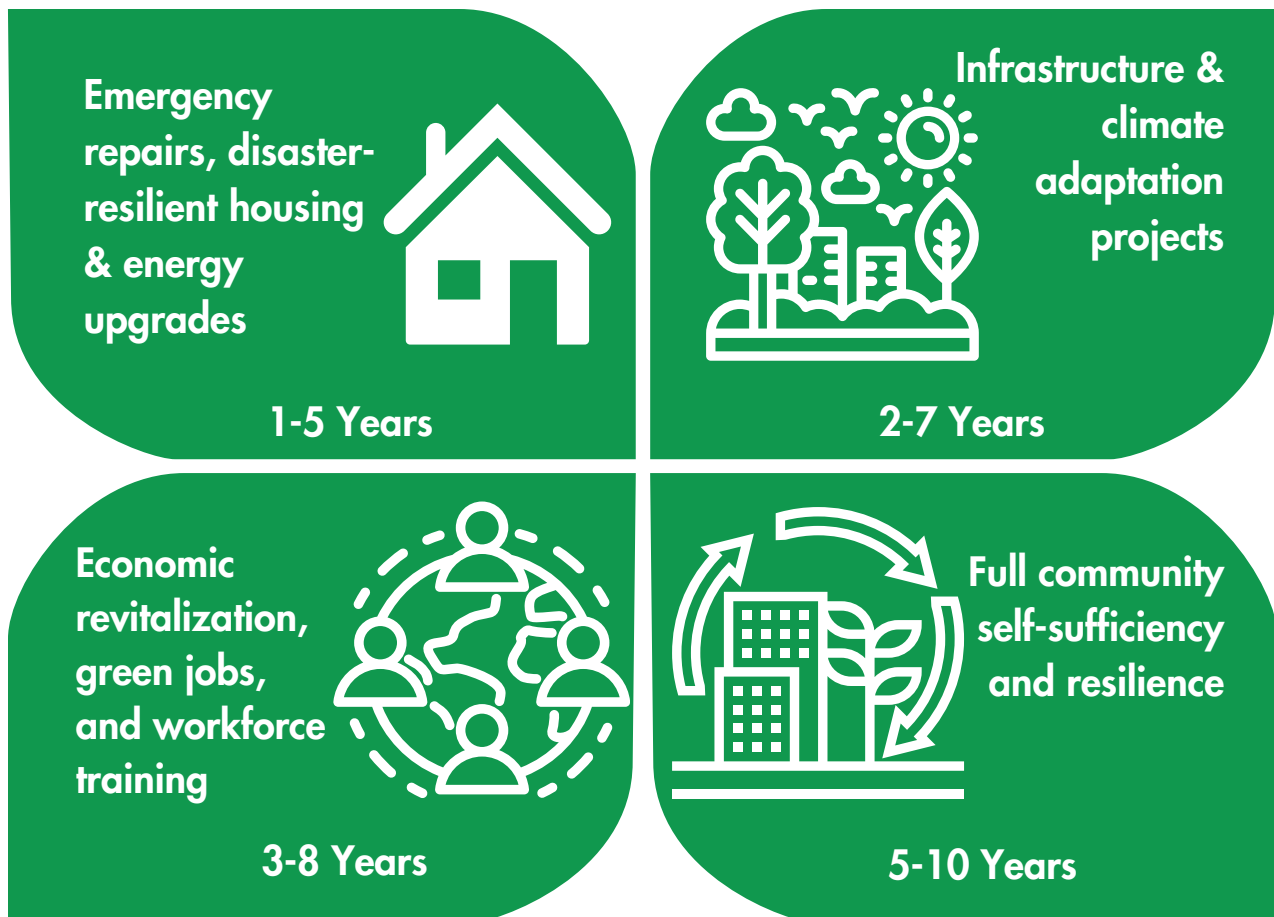 Emergency
repairs, disaster-
resilient housing
& energy
upgrades
1-5 Years
Infrastructure &
climate
adaptation
projects
2-7 Years
Economic
revitalization,
green jobs,
and workforce
training
3-8 Years
Full community
self-sufficiency
and resilience
5-10 Years